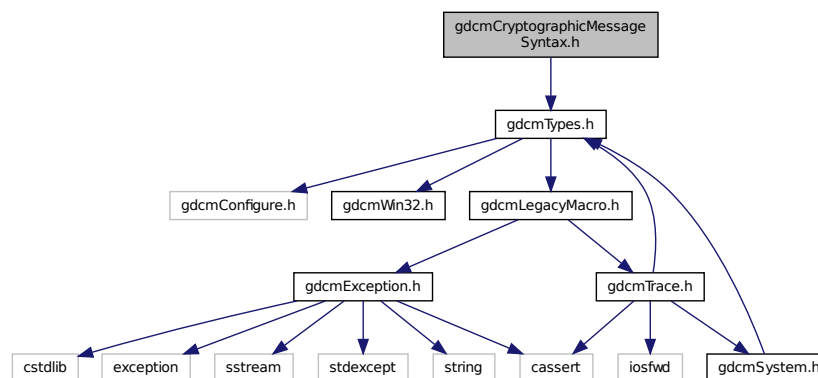 gdcmCryptographicMessage
Syntax.h
gdcmTypes.h
gdcmConfigure.h
gdcmWin32.h
gdcmLegacyMacro.h
gdcmException.h
gdcmTrace.h
cstdlib
exception
sstream
stdexcept
string
cassert
iosfwd
gdcmSystem.h